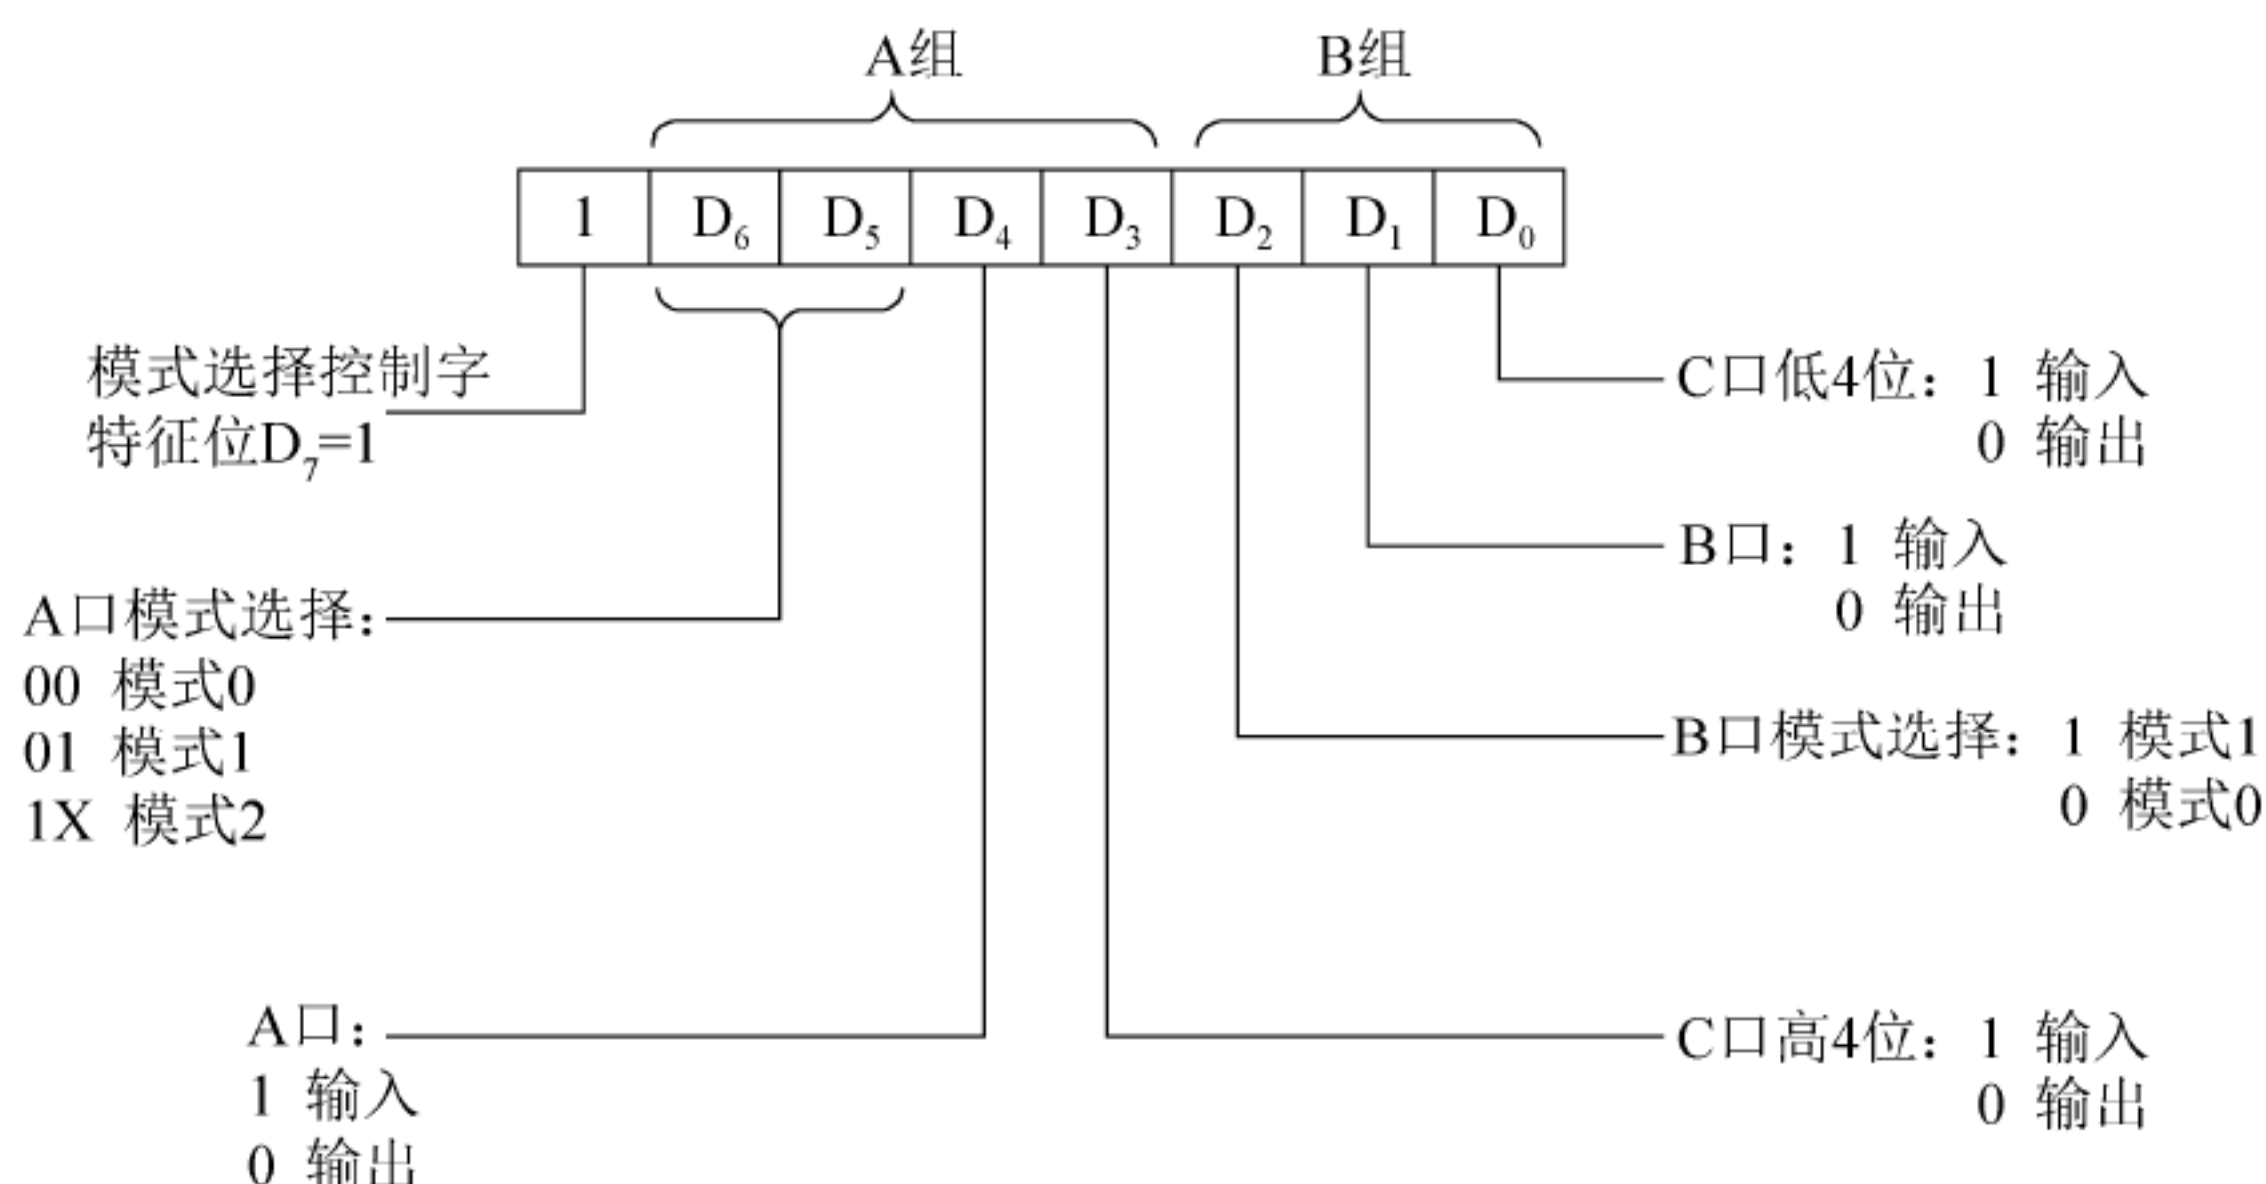 A组
B组
1 D₆ D₅ D₄ D₃ D₂ D₁ D₀
模式选择控制字
特征位D₇=1
A口模式选择：
00 模式0
01 模式1
1X 模式2
A口：
1 输入
0 输出
C口低4位：1 输入
0 输出
B口：1 输入
0 输出
B口模式选择：1 模式1
0 模式0
C口高4位：1 输入
0 输出